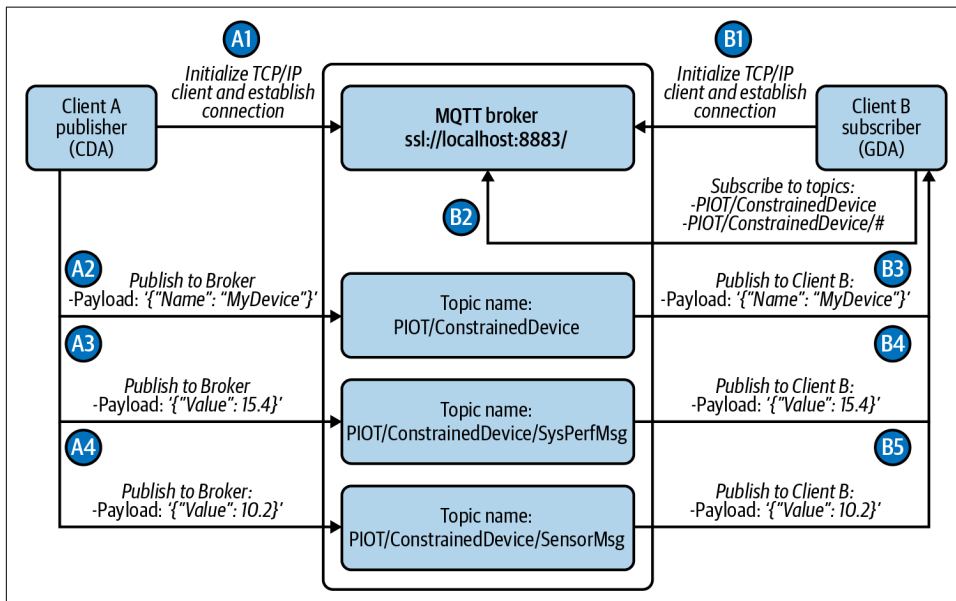 A1
Initialize TCP/IP
client and establish
connection
B1
Initialize TCP/IP
client and establish
connection
Client A
publisher
(CDA)
MQTT broker
ssl://localhost:8883/
Client B
subscriber
(GDA)
B2
Subscribe to topics:
-PIOT/ConstrainedDevice
-PIOT/ConstrainedDevice/#
A2
Publish to Broker
-Payload: ‘{"Name": “MyDevice"}’
Topic name:
PIOT/ConstrainedDevice
B3
Publish to Client B:
-Payload: ‘{"Name": “MyDevice"}’
A3
Publish to Broker
-Payload: ‘{"Value": 15.4}’
Topic name:
PIOT/ConstrainedDevice/SysPerfMsg
B4
Publish to Client B:
-Payload: ‘{"Value": 15.4}’
A4
Publish to Broker:
-Payload: ‘{"Value": 10.2}’
Topic name:
PIOT/ConstrainedDevice/SensorMsg
B5
Publish to Client B:
-Payload: ‘{"Value": 10.2}’